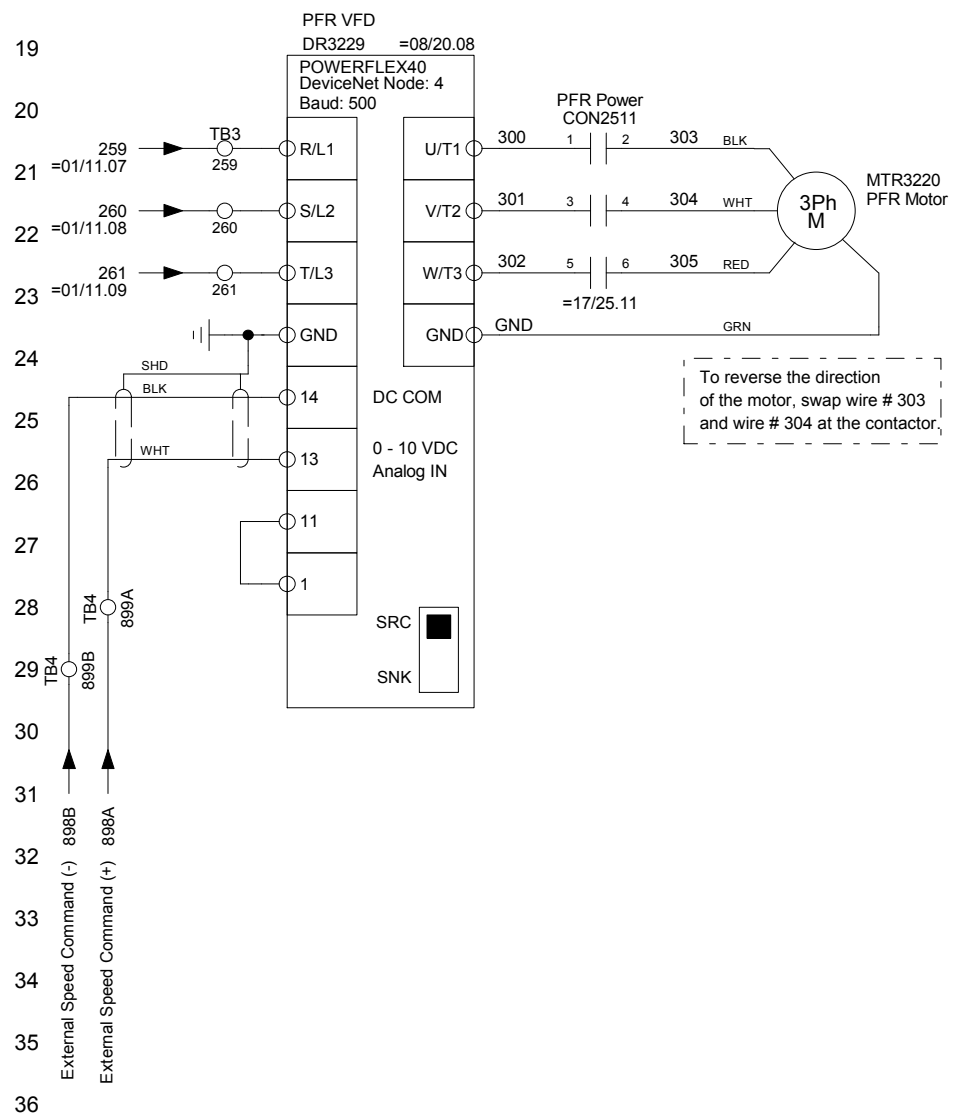 PFR VFD
19
DR3229 =08/20.08
POWERFLEX40
DeviceNet Node: 4
Baud: 500
20
PFR Power
CON2511
TB3
259
=01/11.07
259
R/L1
U/T1
300
1
2
303
BLK
21
MTR3220
PFR Motor
3Ph
M
260
=01/11.08
260
S/L2
V/T2
301
3
4
304
WHT
22
261
=01/11.09
261
T/L3
W/T3
302
5
6
305
RED
23
=17/25.11
GND
GND
GND
GRN
24
SHD
BLK
14
DC COM
To reverse the direction
of the motor, swap wire # 303
and wire # 304 at the contactor.
25
WHT
13
0 - 10 VDC
Analog IN
26
11
27
1
28
TB4
899A
SRC
29
TB4
899B
SNK
30
31
External Speed Command (-) 898B
External Speed Command (+) 898A
32
33
34
35
36